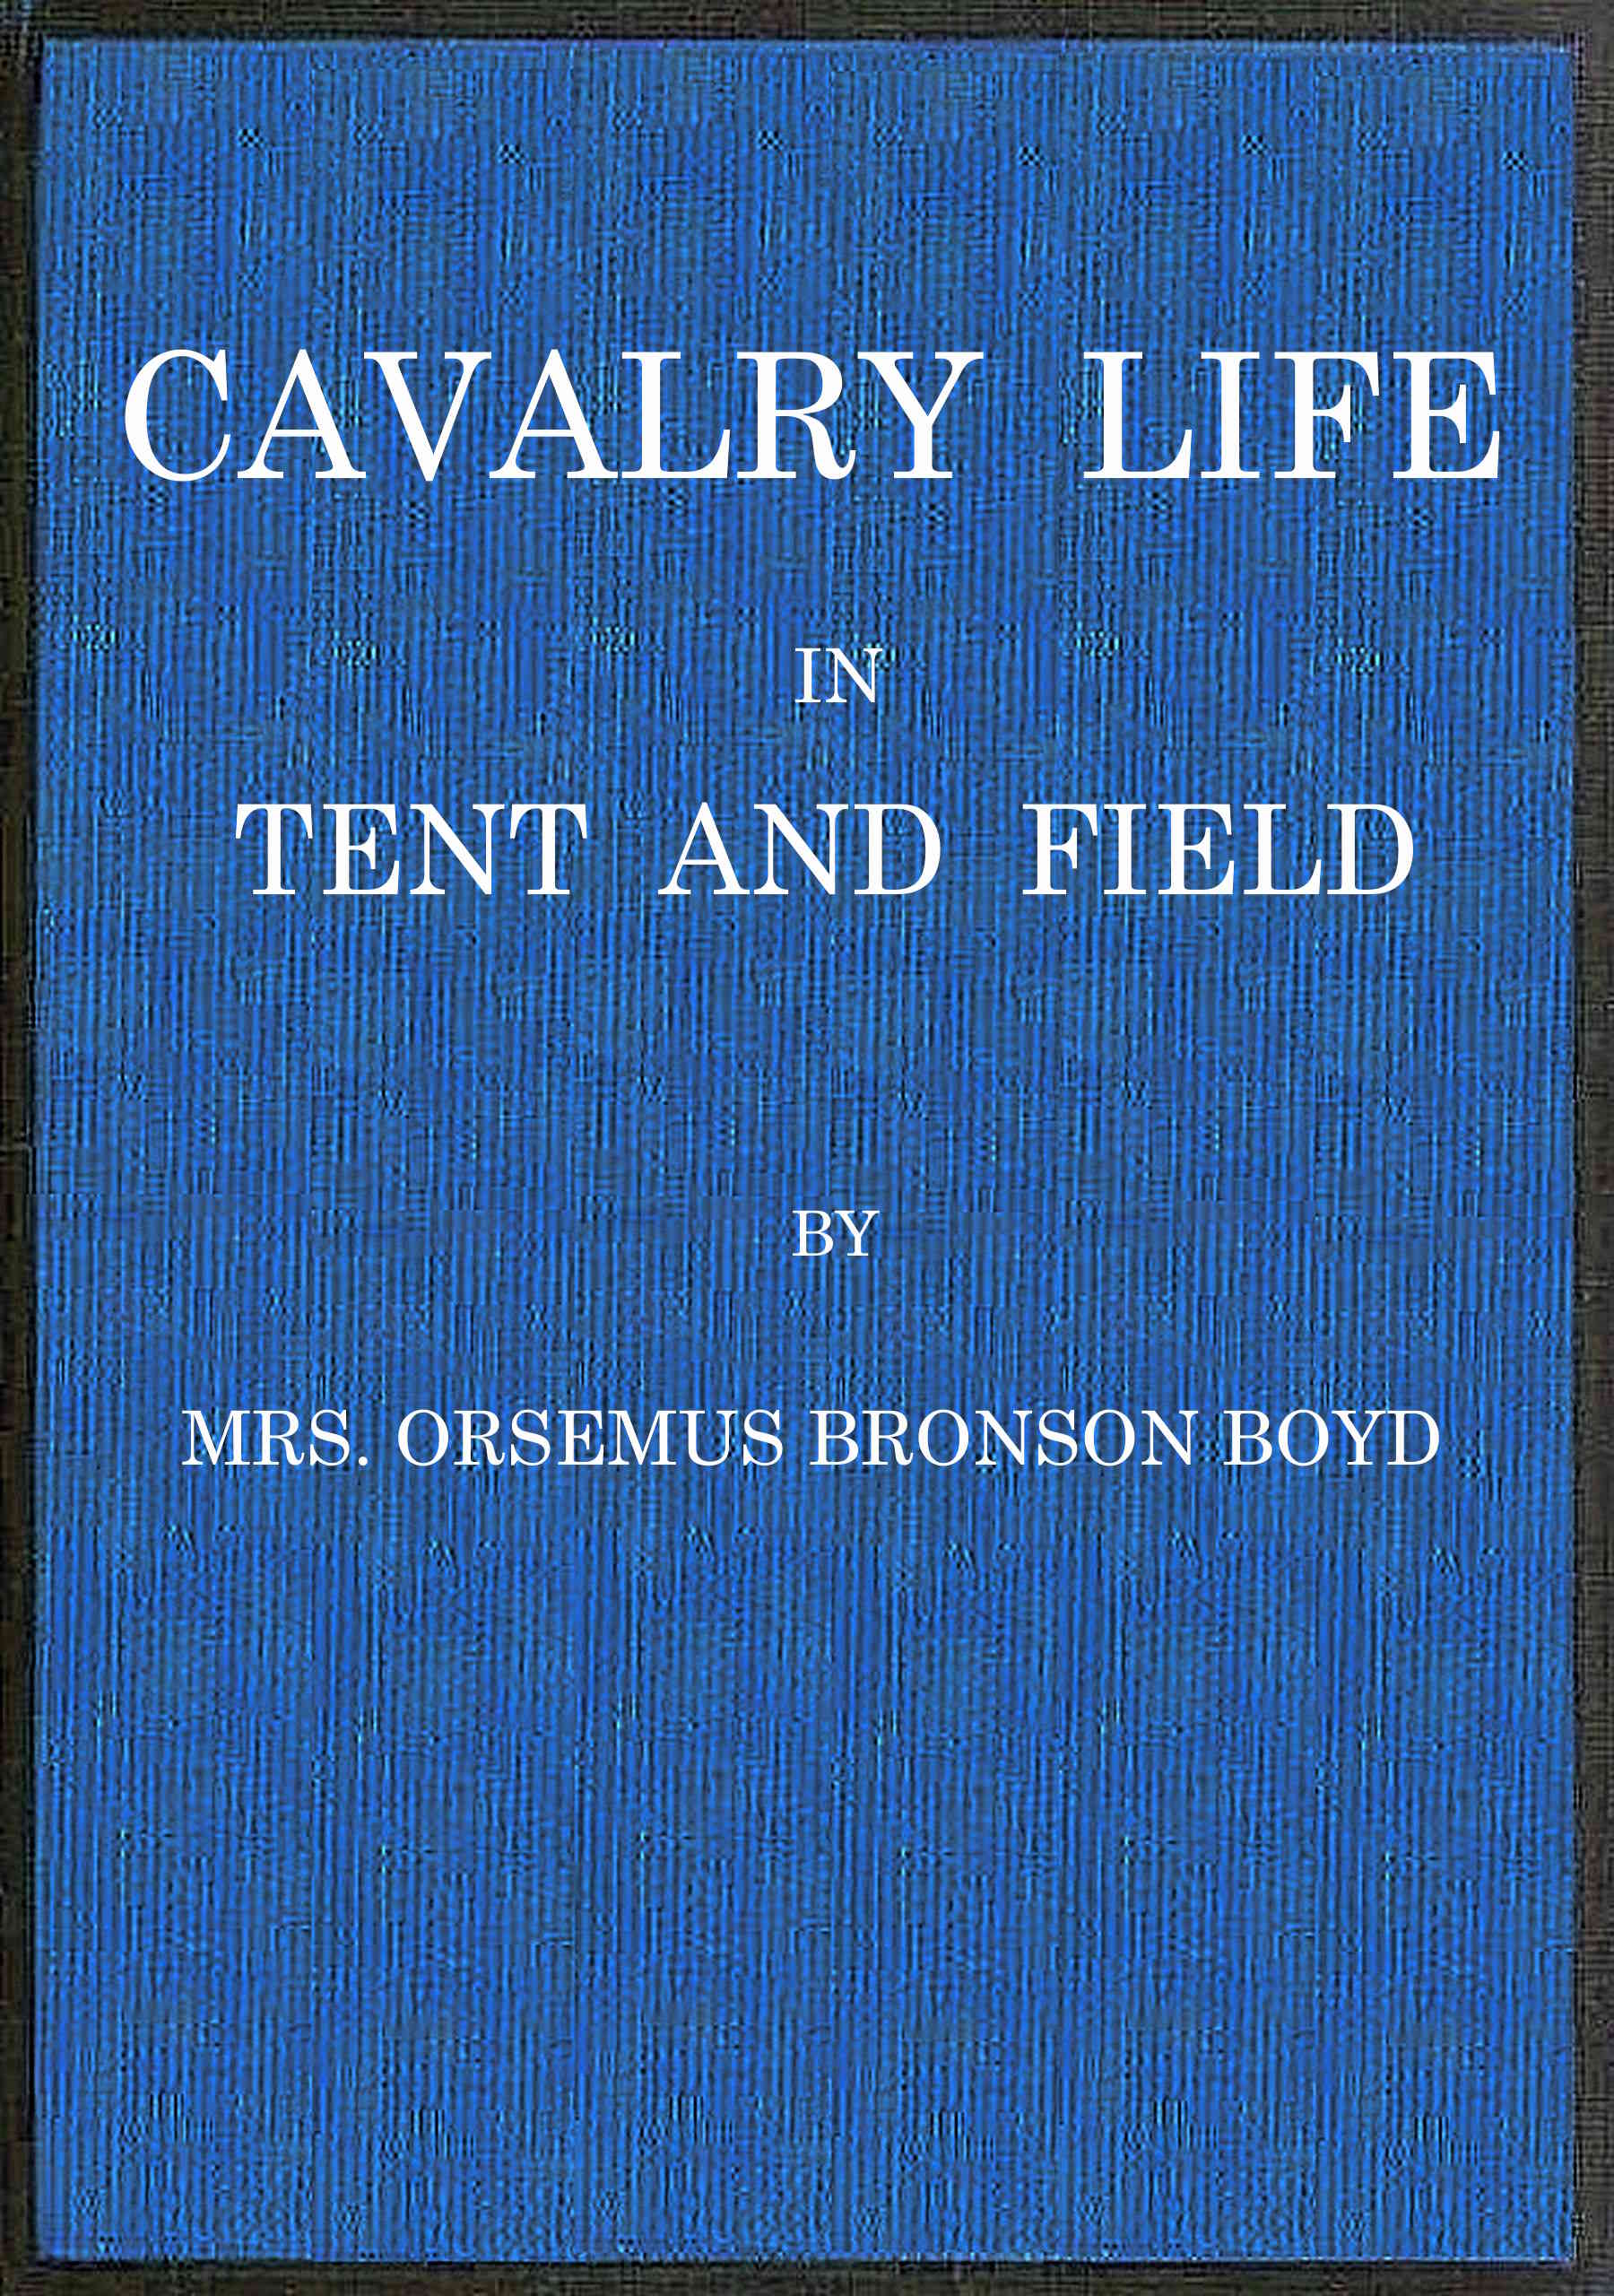 CAVALRY LIFE
IN
TENT AND FIELD
BY
MRS. ORSEMUS BRONSON BOYD